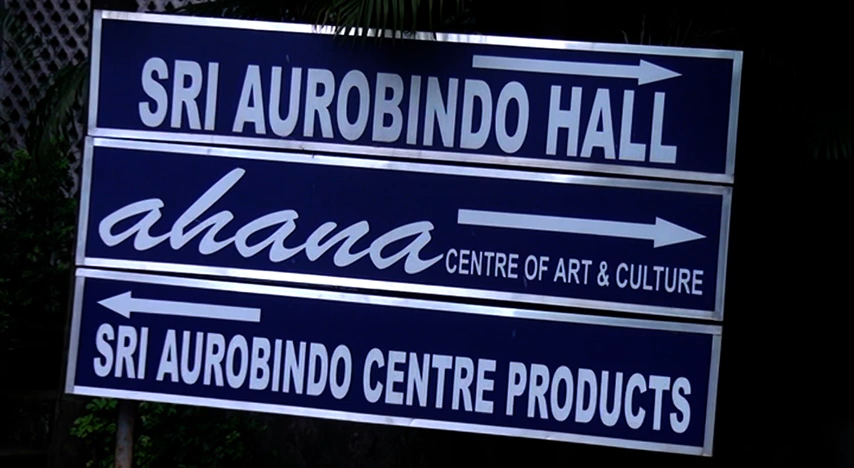 SRI AUROBINDO HALL
ahana CENTRE OF ART & CULTURE
SRI AUROBINDO CENTRE PRODUCTS